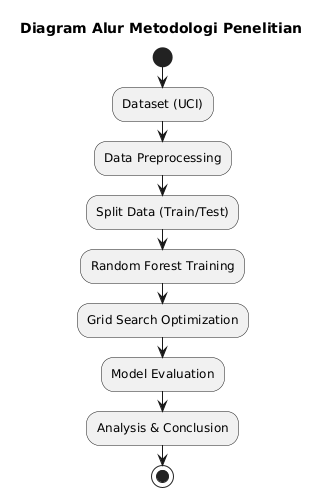 Diagram Alur Metodologi Penelitian
Dataset (UCI)
Data Preprocessing
Split Data (Train/Test)
Random Forest Training
Grid Search Optimization
Model Evaluation
Analysis & Conclusion